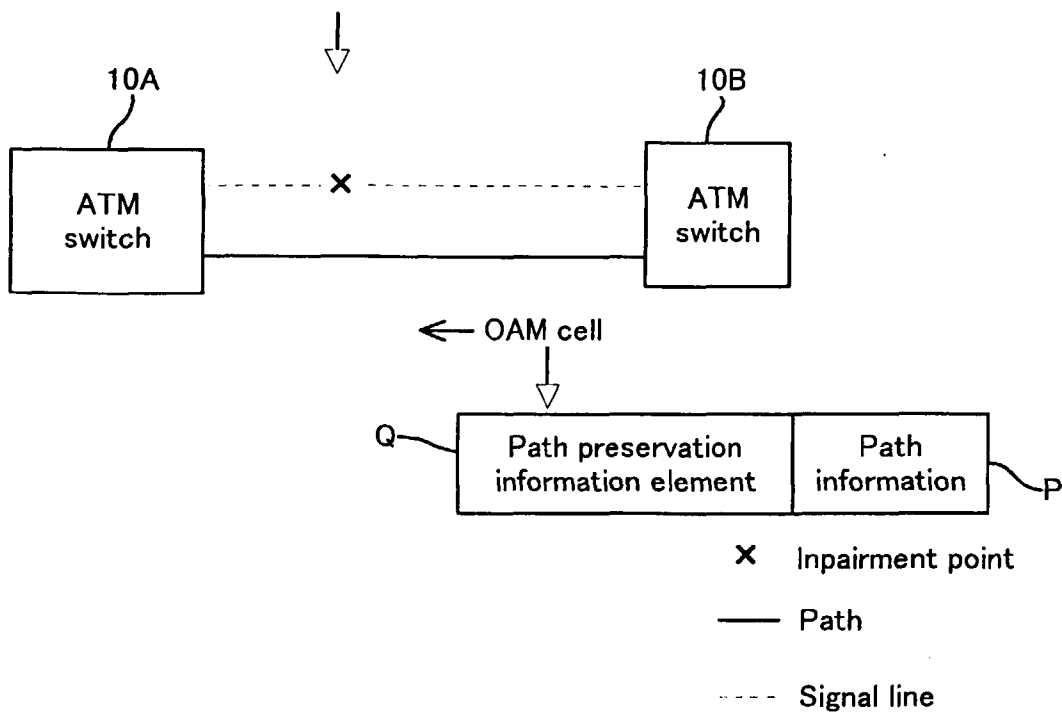 10A
10B
ATM
switch
ATM
switch
OAM cell
Q
Path preservation
information element
Path
information
P
× Inpairment point
Path
Signal line